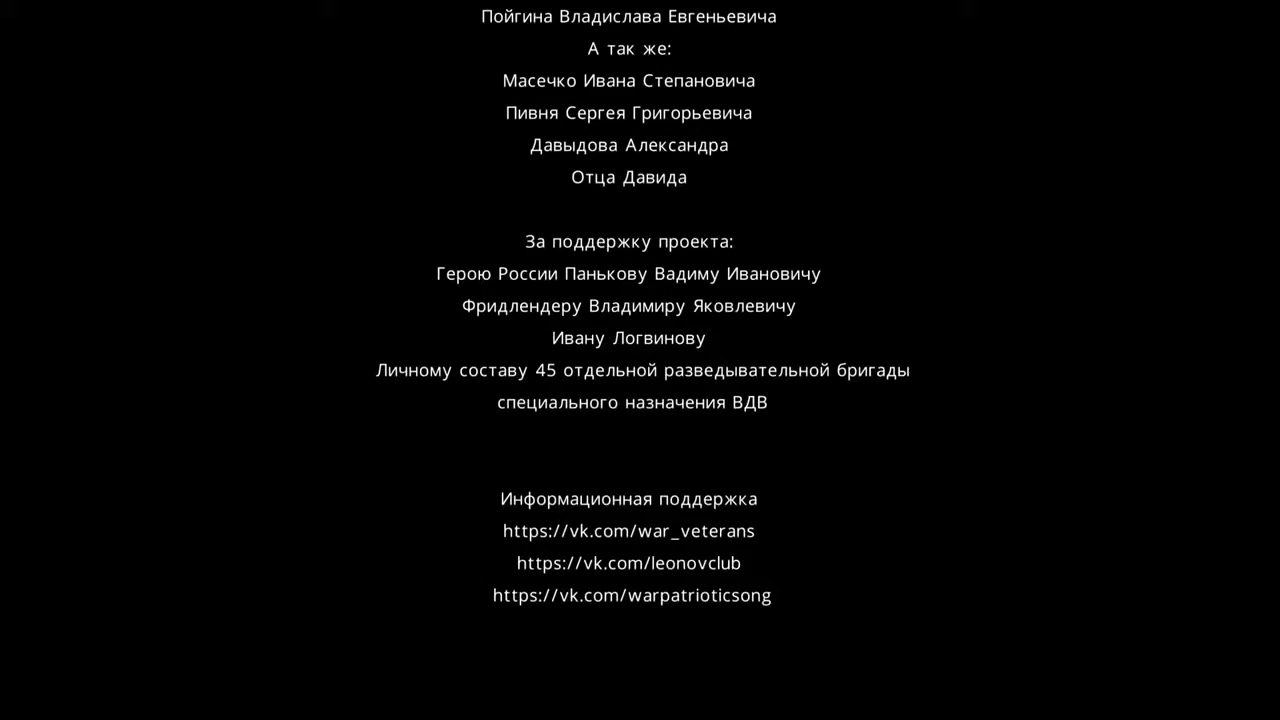 Пойгина Владислава Евгеньевича
А так же:
Масечко Ивана Степановича
Пивня Сергея Григорьевича
Давыдова Александра
Отца Давида
За поддержку проекта:
Герою России Панькову Вадиму Ивановичу
Фридлендеру Владимиру Яковлевичу
Ивану Логвинову
Личному составу 45 отдельной разведывательной бригады
специального назначения ВДВ
Информационная поддержка
https://vk.com/war_veterans
https://vk.com/leonovclub
https://vk.com/warpatrioticsong